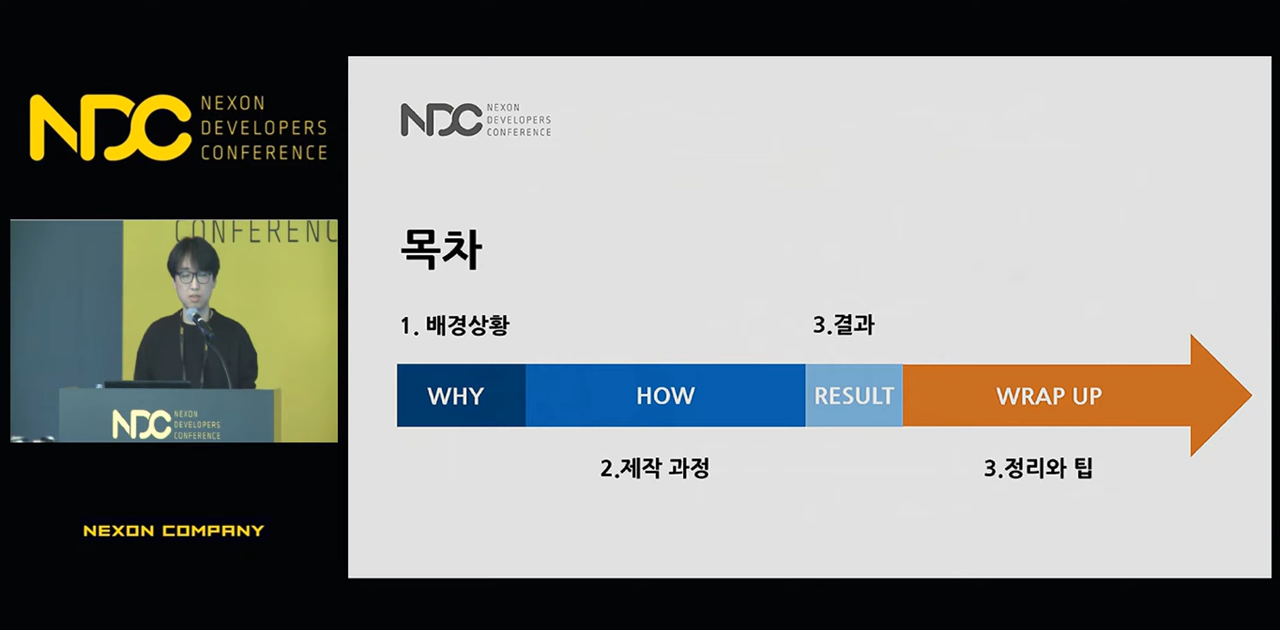 NDC NEXON
DEVELOPERS
CONFERENCE
CONFERENC
NDC NEXON
DEVELOPERS
CONFERENCE
NEXON COMPANY
NDC NEXON
DEVELOPERS
CONFERENCE
목차
1. 배경상황
3.결과
WHY
HOW
RESULT
WRAP UP
2.제작 과정
3.정리와 팁